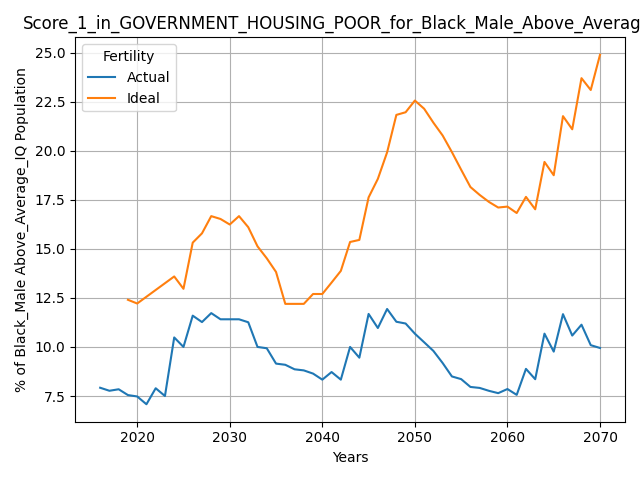 Score_1_in_GOVERNMENT_HOUSING_POOR_for_Black_Male_Above_Averag
Fertility
Actual
Ideal
% of Black_Male Above_Average_IQ Population
25.0
22.5
20.0
17.5
15.0
12.5
10.0
7.5
2020 2030 2040 2050 2060 2070
Years